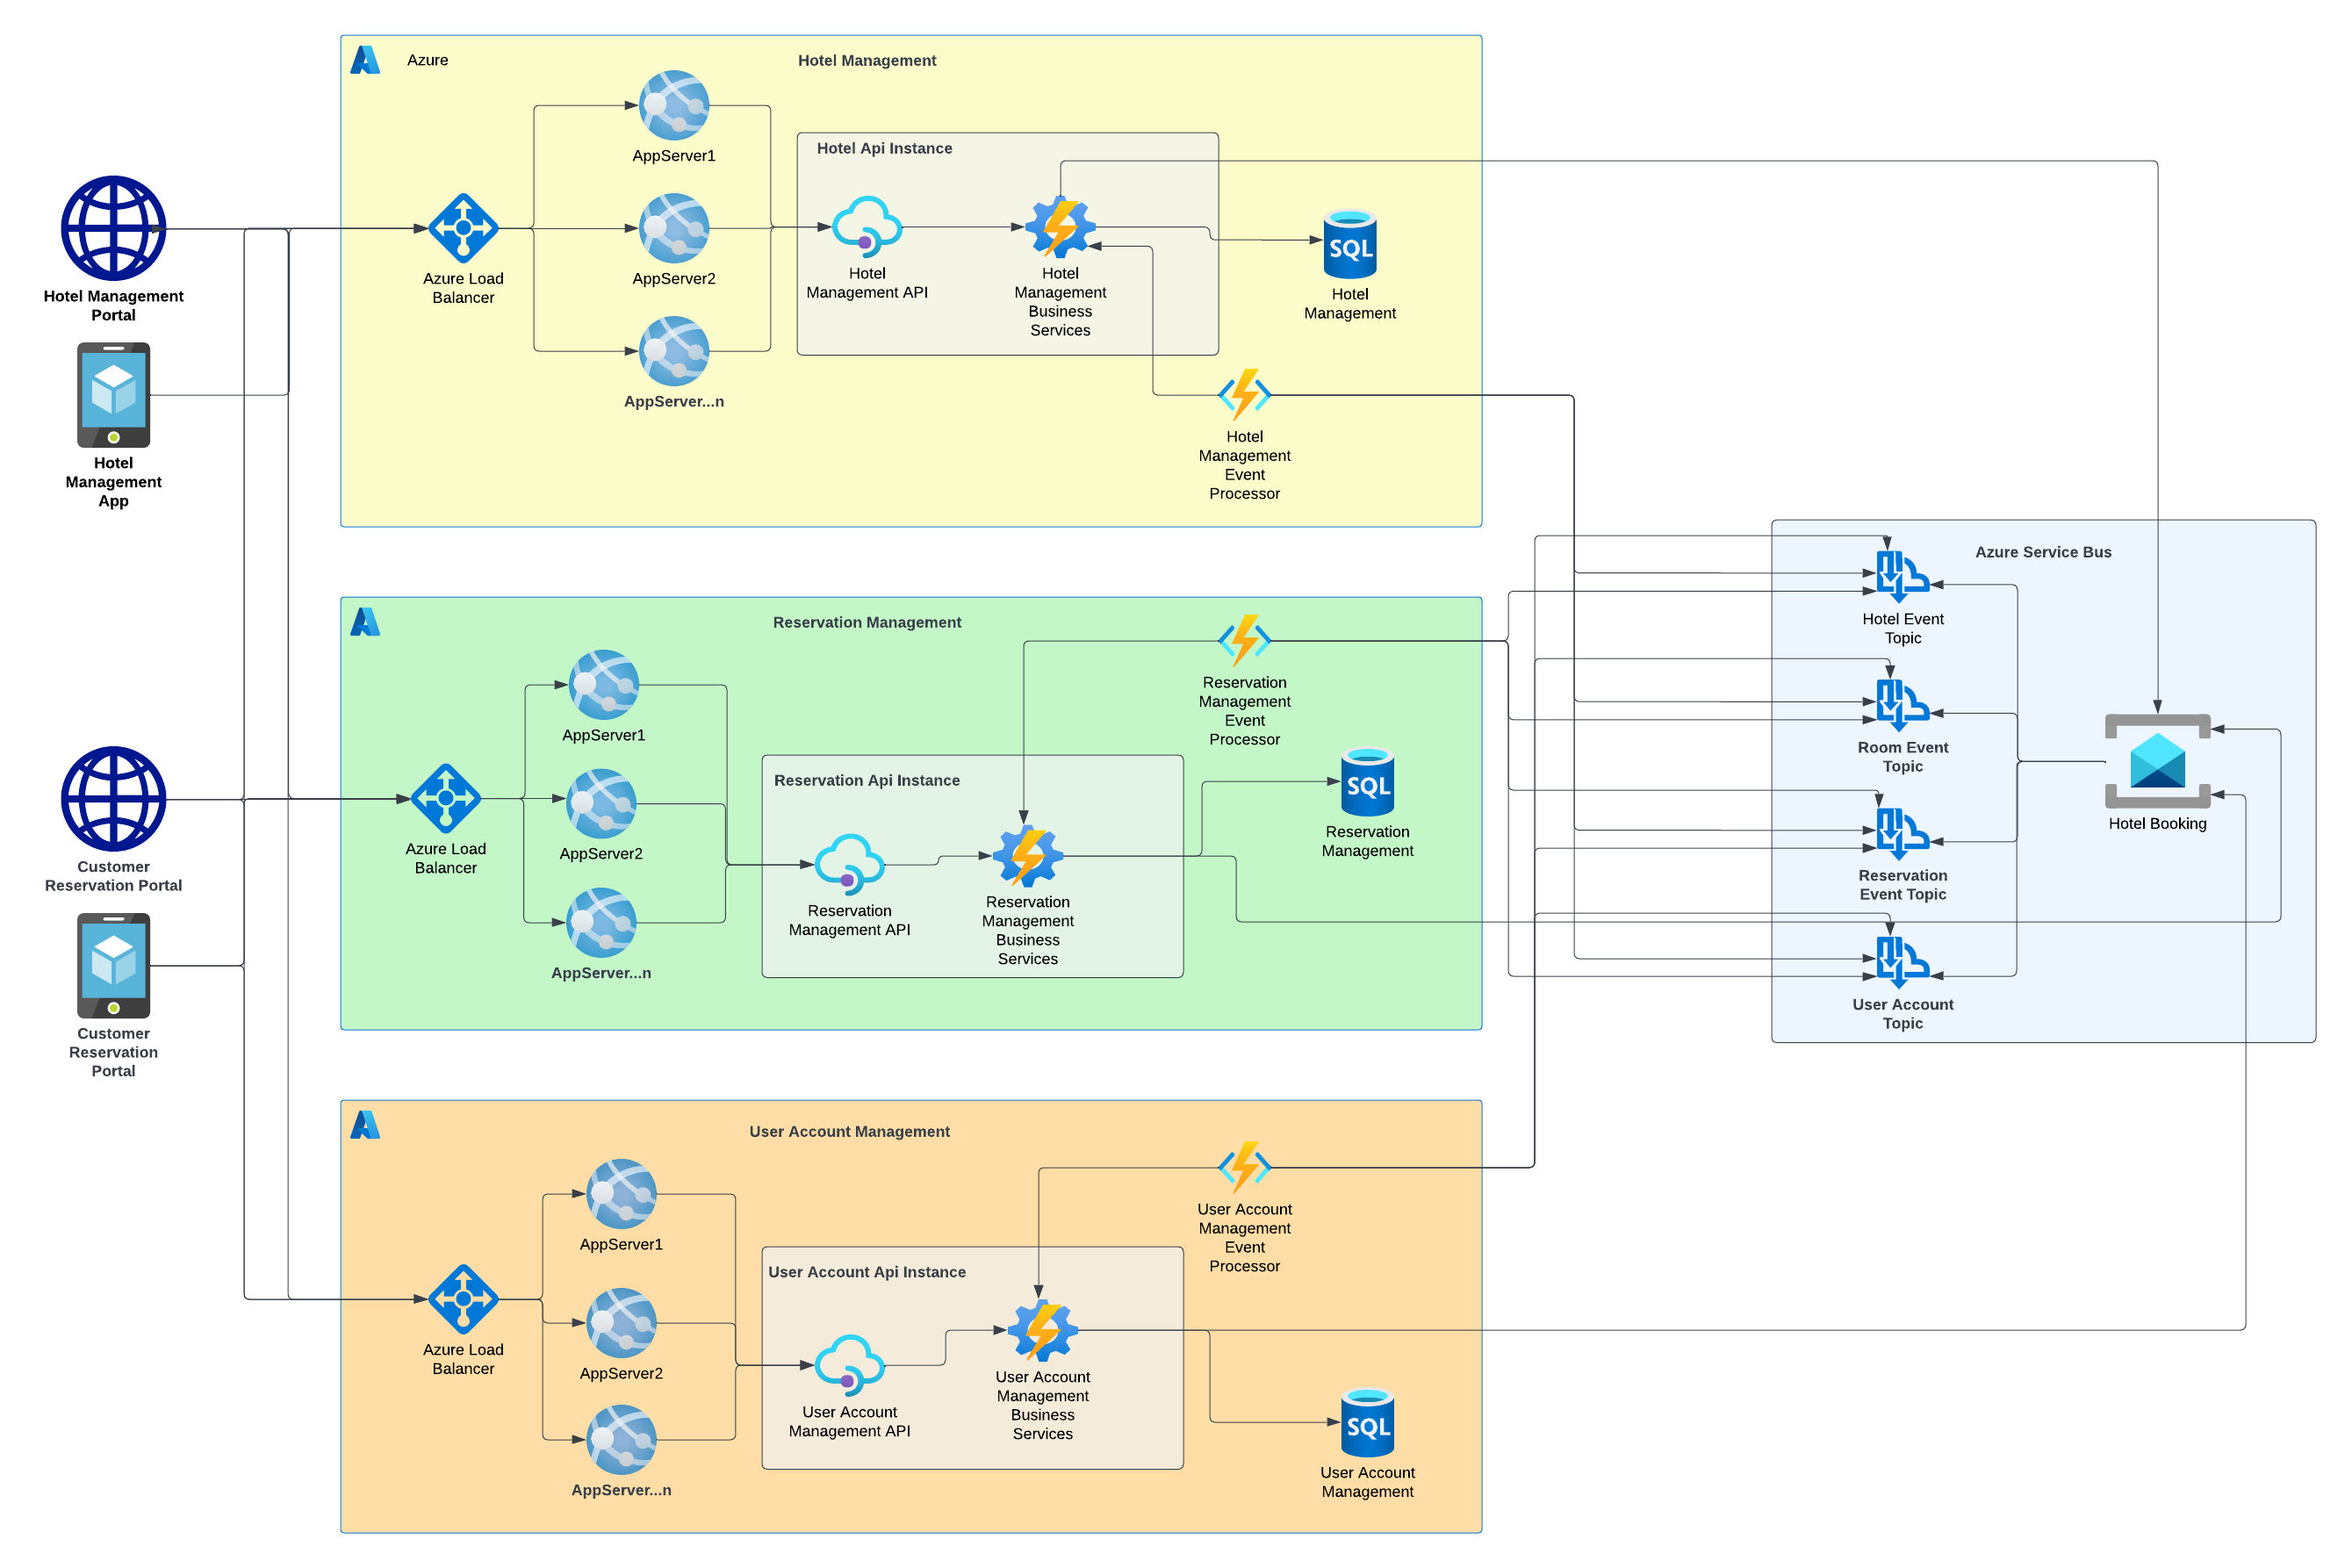 Azure
Hotel Management
AppServer1
Hotel Api Instance
Azure Load
Balancer
AppServer2
Hotel
Management API
Hotel
Management
Business
Services
SQL
Hotel
Management
AppServer...n
Hotel
Management
Event
Processor
Hotel Management
Portal
Hotel
Management
App
Reservation Management
AppServer1
Reservation
Management
Event
Processor
Reservation Api Instance
Azure Load
Balancer
AppServer2
SQL
Reservation
Management
Reservation
Management API
Reservation
Management
Business
Services
AppServer...n
Customer
Reservation Portal
Customer
Reservation
Portal
Azure Service Bus
Hotel Event
Topic
Room Event
Topic
Hotel Booking
Reservation
Event Topic
User Account
Topic
User Account Management
AppServer1
User Account
Management
Event
Processor
User Account Api Instance
Azure Load
Balancer
AppServer2
User Account
Management API
User Account
Management
Business
Services
SQL
User Account
Management
AppServer...n